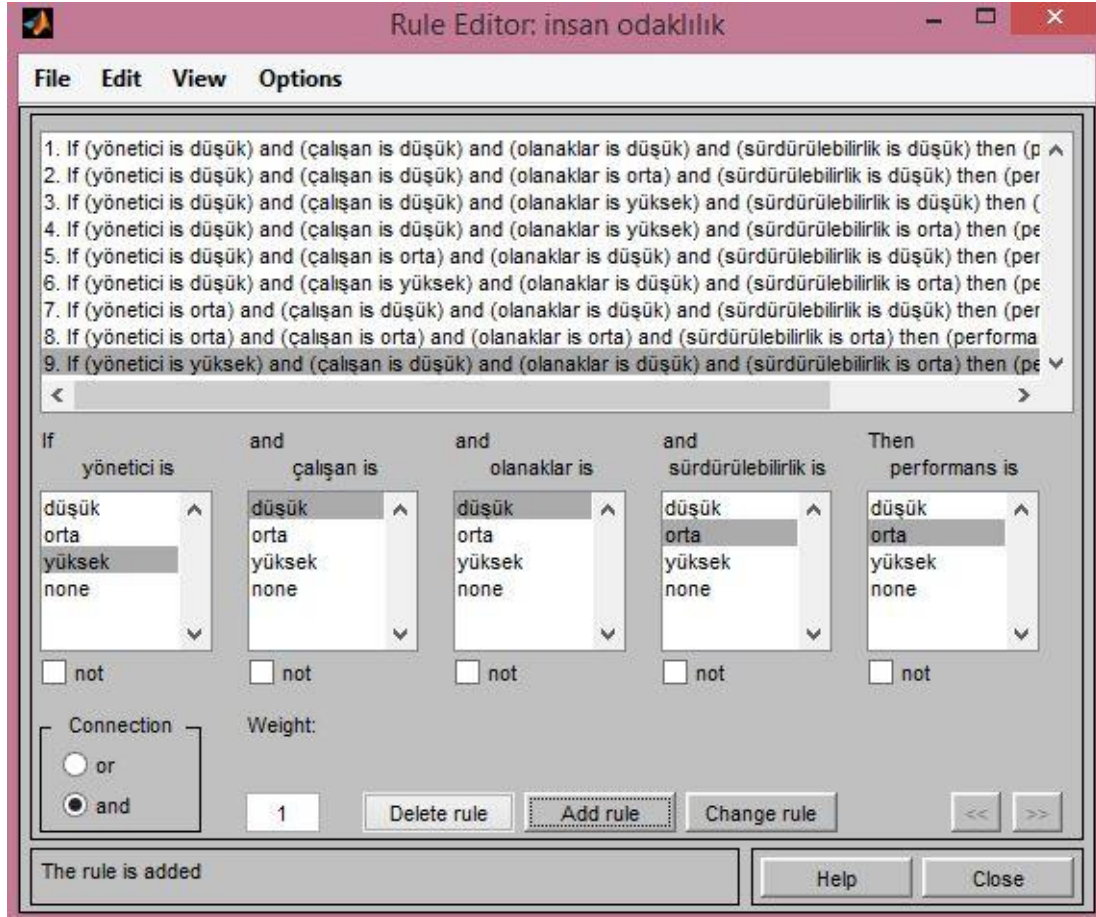 Rule Editor: insan odaklılık
File Edit View Options
1. If (yönetici is düşük) and (çalışan is düşük) and (olanaklar is düşük) and (sürdürülebilirlik is düşük) then (p
2. If (yönetici is düşük) and (çalışan is düşük) and (olanaklar is orta) and (sürdürülebilirlik is düşük) then (per
3. If (yönetici is düşük) and (çalışan is düşük) and (olanaklar is yüksek) and (sürdürülebilirlik is düşük) then (
4. If (yönetici is düşük) and (çalışan is düşük) and (olanaklar is yüksek) and (sürdürülebilirlik is orta) then (pe
5. If (yönetici is düşük) and (çalışan is orta) and (olanaklar is düşük) and (sürdürülebilirlik is düşük) then (per
6. If (yönetici is düşük) and (çalışan is yüksek) and (olanaklar is düşük) and (sürdürülebilirlik is orta) then (pe
7. If (yönetici is orta) and (çalışan is düşük) and (olanaklar is düşük) and (sürdürülebilirlik is düşük) then (per
8. If (yönetici is orta) and (çalışan is orta) and (olanaklar is orta) and (sürdürülebilirlik is orta) then (performa
9. If (yönetici is yüksek) and (çalışan is düşük) and (olanaklar is düşük) and (sürdürülebilirlik is orta) then (pe
If and and and Then
yönetici is çalışan is olanaklar is sürdürülebilirlik is performans is
düşük düşük düşük düşük düşük
orta orta orta orta orta
yüksek yüksek yüksek yüksek yüksek
none none none none none
not not not not not
Connection Weight:
or
and 1 Delete rule Add rule Change rule << >>
The rule is added Help Close